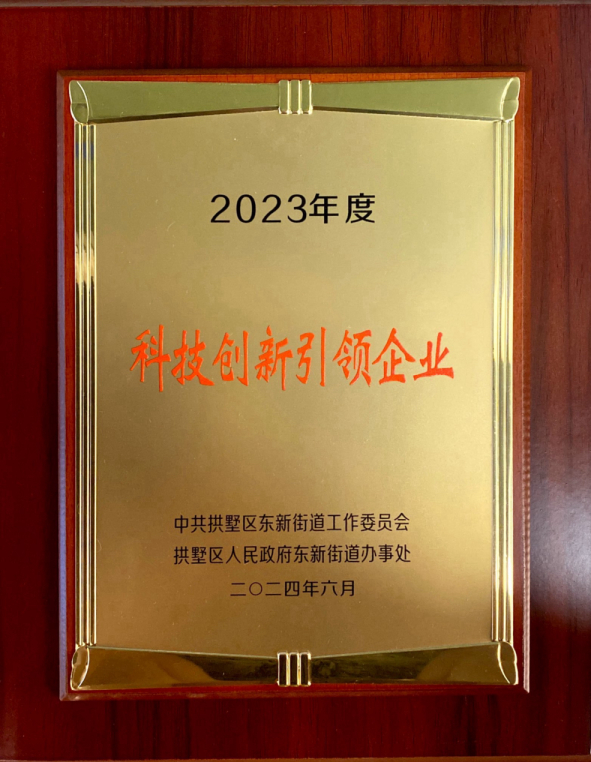 2023年度
科技创新引领企业
中共拱墅区东新街道工作委员会
拱墅区人民政府东新街道办事处
二〇二四年六月